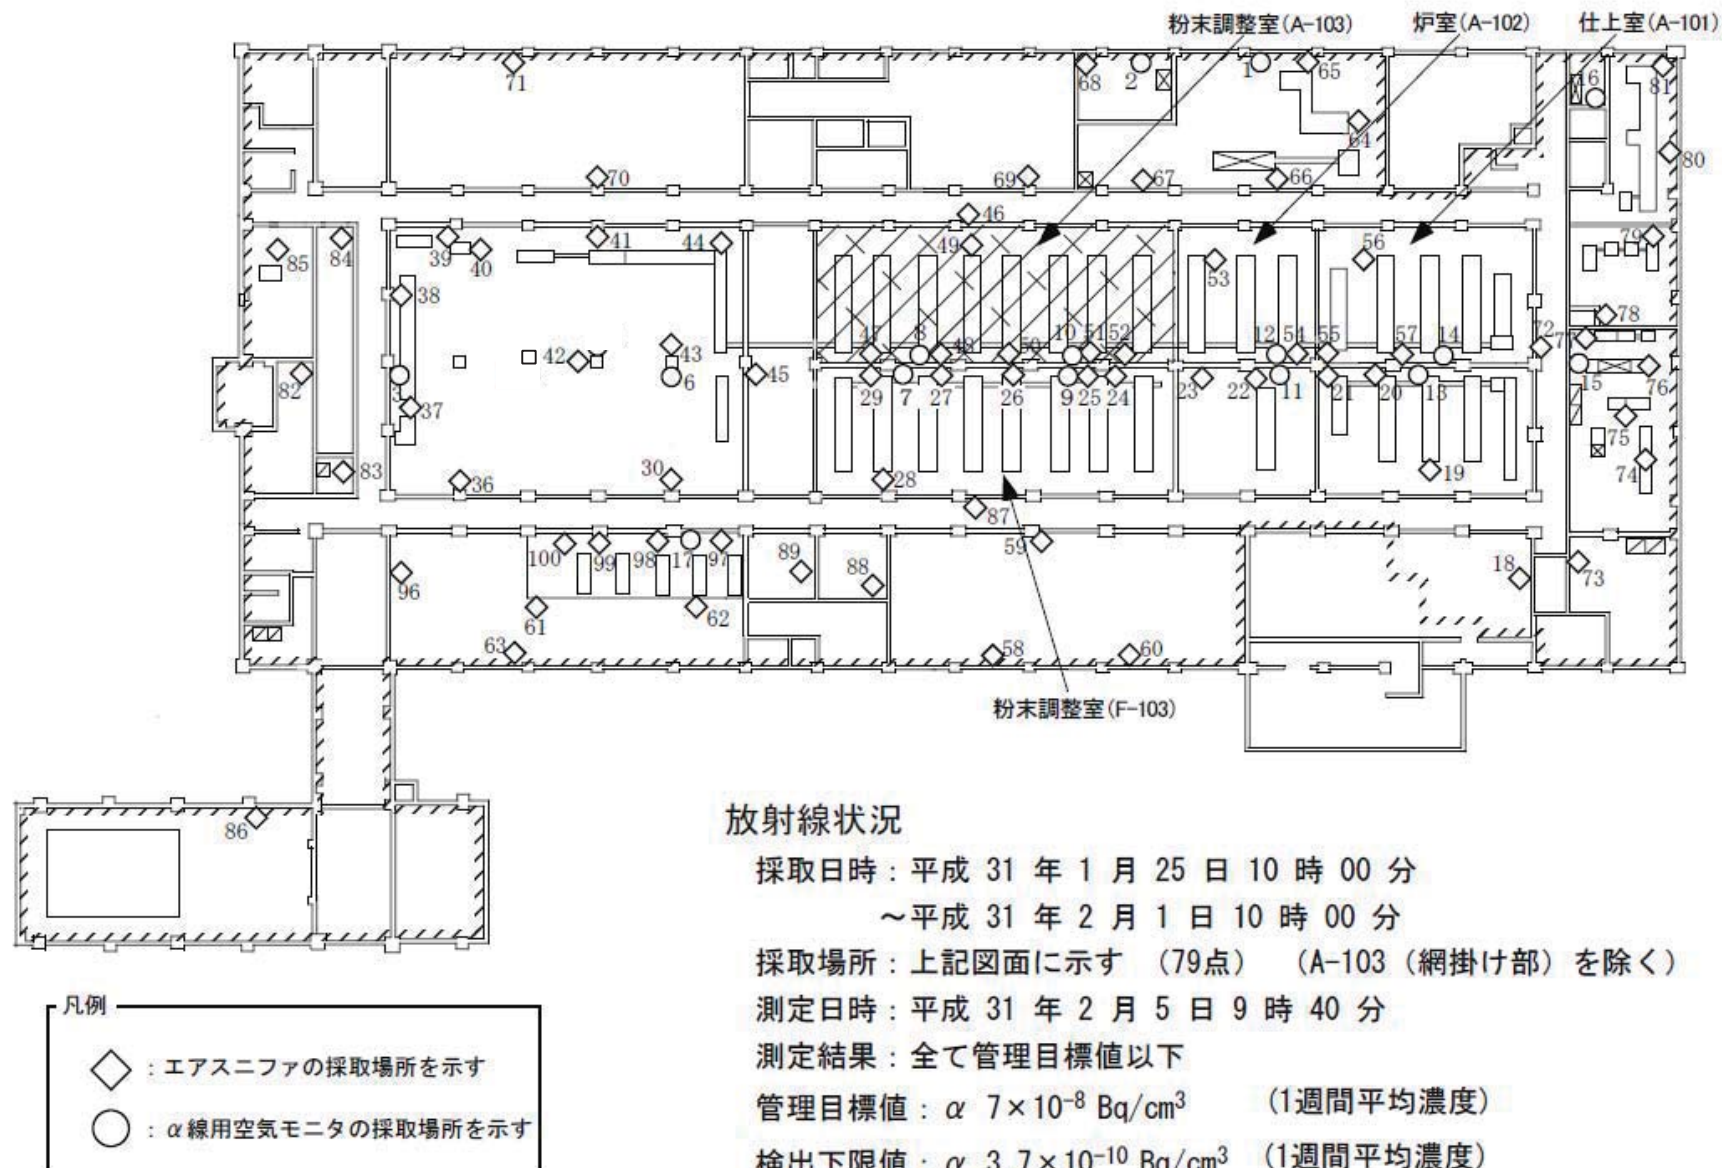 粉末調整室(A-103) 炉室(A-102) 仕上室(A-101)
71 68 2 1 65 16 81
64
80
70 69 67 66
46
85 84 39 40 41 44 49 53 56 79
38
78
42 43 47 8 48 50 10 51 52 12 54 55 57 14 72 77
82 3 6 45 15 76
37 29 7 27 26 9 25 24 23 22 11 21 20 13
75
83 36 30 28 19 74
87
100 99 98 17 97 89 88 59 18 73
96
61 62
63 58 60
粉末調整室(F-103)
86
放射線状況
採取日時：平成 31 年 1 月 25 日 10 時 00 分
～平成 31 年 2 月 1 日 10 時 00 分
採取場所：上記図面に示す （79点） （A-103（網掛け部）を除く）
測定日時：平成 31 年 2 月 5 日 9 時 40 分
測定結果：全て管理目標値以下
管理目標値：α 7×10⁻⁸ Bq/cm³ （1週間平均濃度）
検出下限値：α 3.7×10⁻¹⁰ Bq/cm³ （1週間平均濃度）
凡例
：エアスニファの採取場所を示す
：α線用空気モニタの採取場所を示す